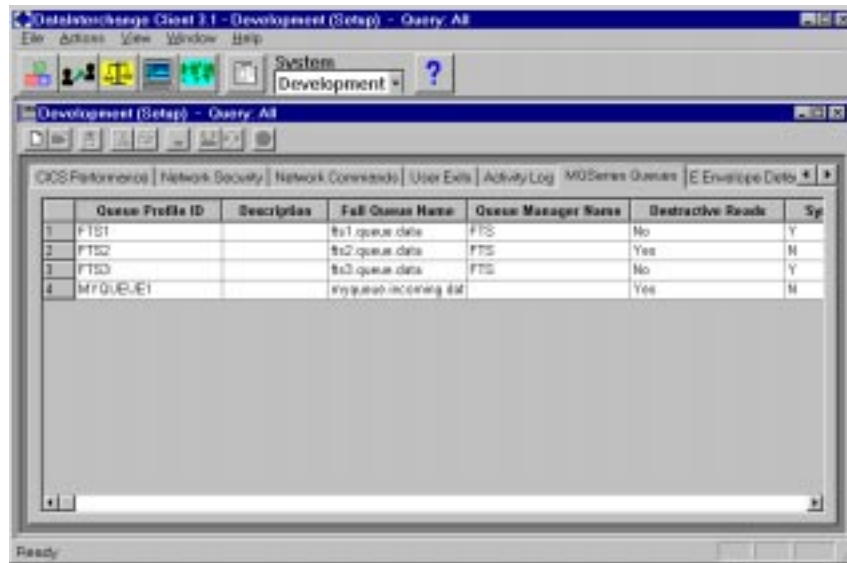 DataInterchange Client 3.1 - Development (Setup) - Query: All
File Actions View Window Help
System
Development
?
Development (Setup) - Query: All
CICS Performance Network Security Network Commands User Exits Activity Log MQSeries Queues E Envelope Defa
Queue Profile ID Description Full Queue Name Queue Manager Name Destructive Reads Sy
1 FTS1 fts1.queue.data FTS No Y
2 FTS2 fts2.queue.data FTS Yes N
3 FTS3 fts3.queue.data FTS No Y
4 MYQUEUE1 myqueue.incoming.dat Yes N
Ready